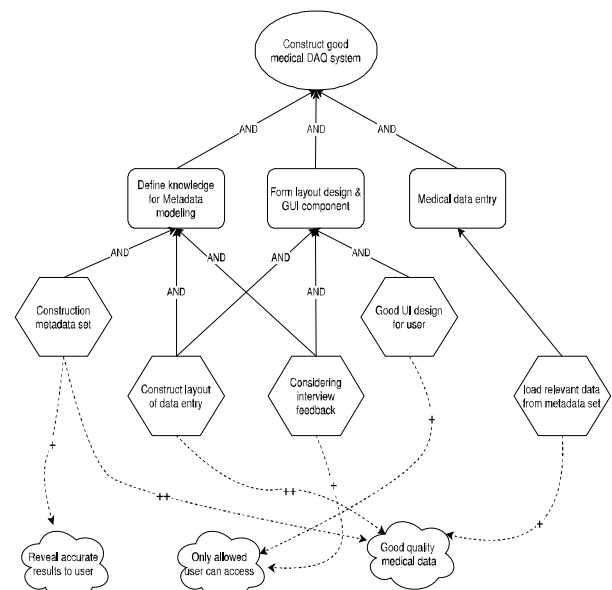 Construct good
medical DAQ system
AND
AND
AND
Define knowledge
for Metadata
modeling
Form layout design &
GUI component
Medical data entry
AND
AND
AND
AND
AND
AND
Construction
metadata set
Good UI design
for user
Construct layout
of data entry
Considering
interview
feedback
load relevant data
from metadata set
+
+
+
++
++
+
Reveal accurate
results to user
Only allowed
user can access
Good quality
medical data